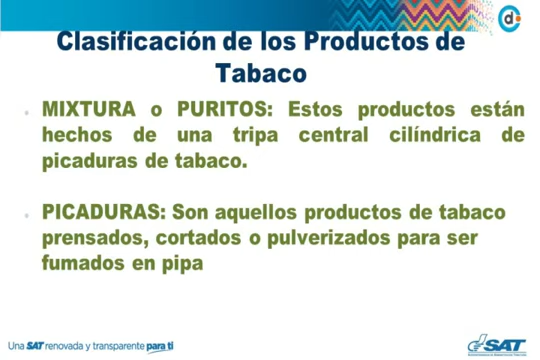 Clasificación de los Productos de
Tabaco
MIXTURA o PURITOS: Estos productos están
hechos de una tripa central cilíndrica de
picaduras de tabaco.
PICADURAS: Son aquellos productos de tabaco
prensados, cortados o pulverizados para ser
fumados en pipa
Una SAT renovada y transparente para ti
SAT